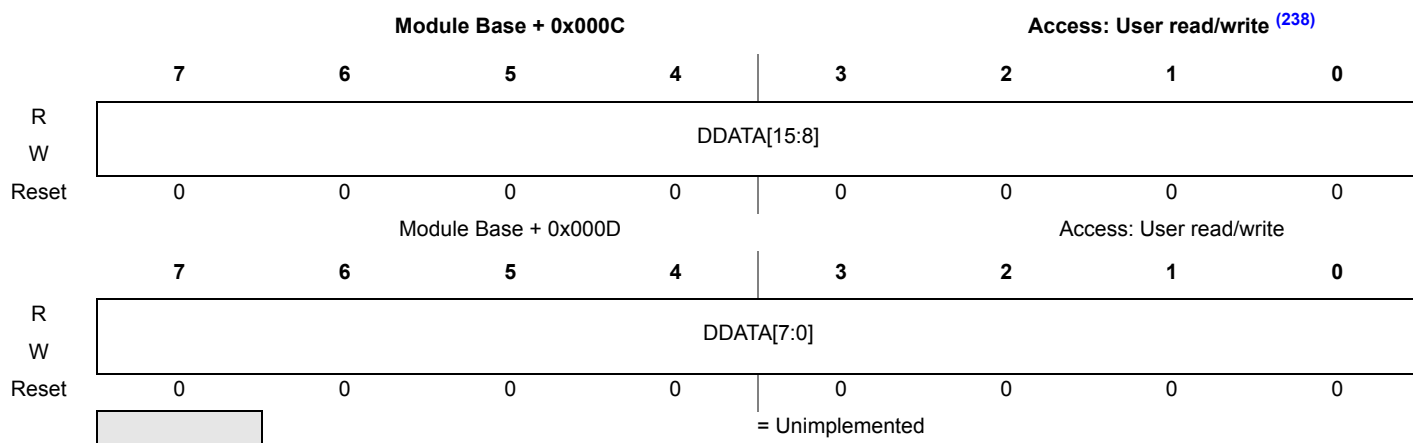 Module Base + 0x000C Access: User read/write (238)
7 6 5 4 3 2 1 0
R
DDATA[15:8]
W
Reset 0 0 0 0 0 0 0 0
Module Base + 0x000D Access: User read/write
7 6 5 4 3 2 1 0
R
DDATA[7:0]
W
Reset 0 0 0 0 0 0 0 0
= Unimplemented